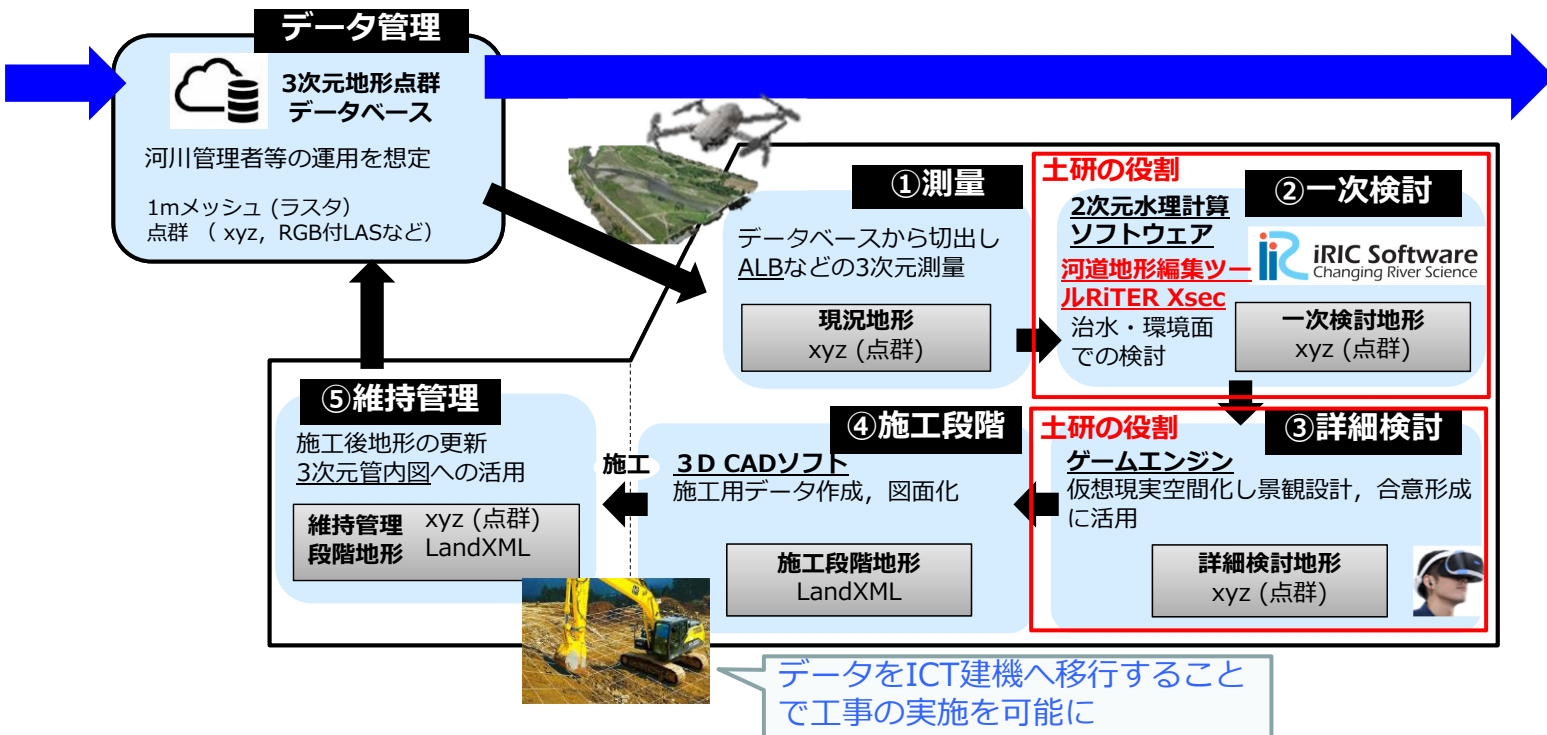 データ管理
3次元地形点群
データベース
河川管理者等の運用を想定
1mメッシュ (ラスタ)
点群 （ xyz，RGB付LASなど）
①測量
データベースから切出し
ALBなどの3次元測量
現況地形
xyz (点群)
土研の役割
②一次検討
2次元水理計算
ソフトウェア
河道地形編集ツー
ルRiTER Xsec
治水・環境面
での検討
iRIC Software
Changing River Science
一次検討地形
xyz (点群)
土研の役割
③詳細検討
ゲームエンジン
仮想現実空間化し景観設計，合意形成
に活用
詳細検討地形
xyz (点群)
④施工段階
３D CADソフト
施工用データ作成，図面化
施工段階地形
LandXML
施工
⑤維持管理
施工後地形の更新
3次元管内図への活用
維持管理
段階地形
xyz (点群)
LandXML
データをICT建機へ移行すること
で工事の実施を可能に